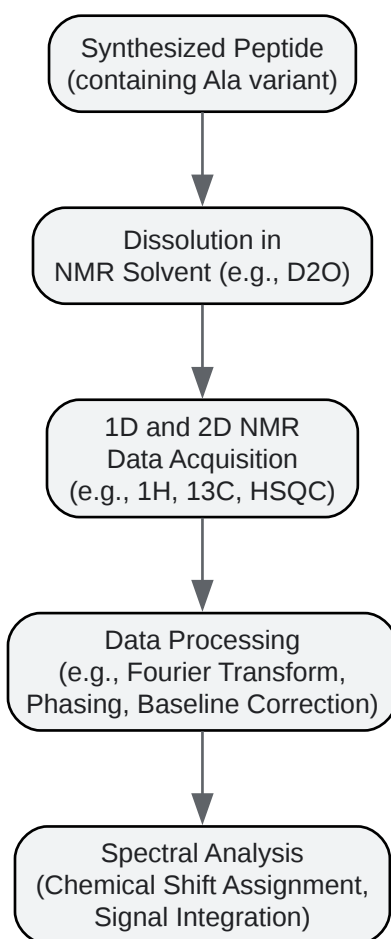 Synthesized Peptide
(containing Ala variant)
Dissolution in
NMR Solvent (e.g., D2O)
1D and 2D NMR
Data Acquisition
(e.g., 1H, 13C, HSQC)
Data Processing
(e.g., Fourier Transform,
Phasing, Baseline Correction)
Spectral Analysis
(Chemical Shift Assignment,
Signal Integration)